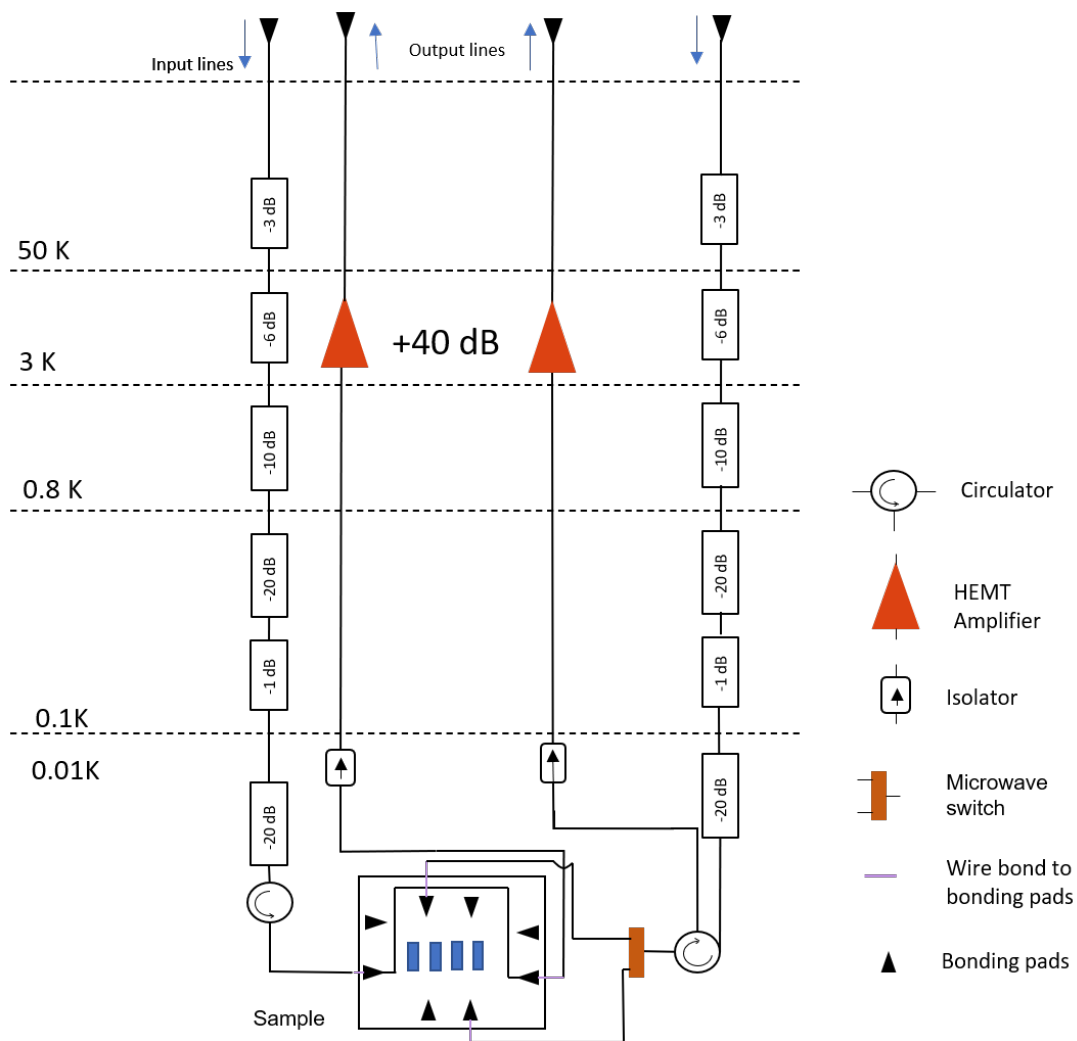 Input lines
Output lines
-3 dB
-3 dB
50 K
-6 dB
+40 dB
-6 dB
3 K
-10 dB
-10 dB
0.8 K
Circulator
-20 dB
-20 dB
HEMT
Amplifier
-1 dB
-1 dB
Isolator
0.1K
0.01K
-20 dB
-20 dB
Microwave
switch
Wire bond to
bonding pads
Bonding pads
Sample